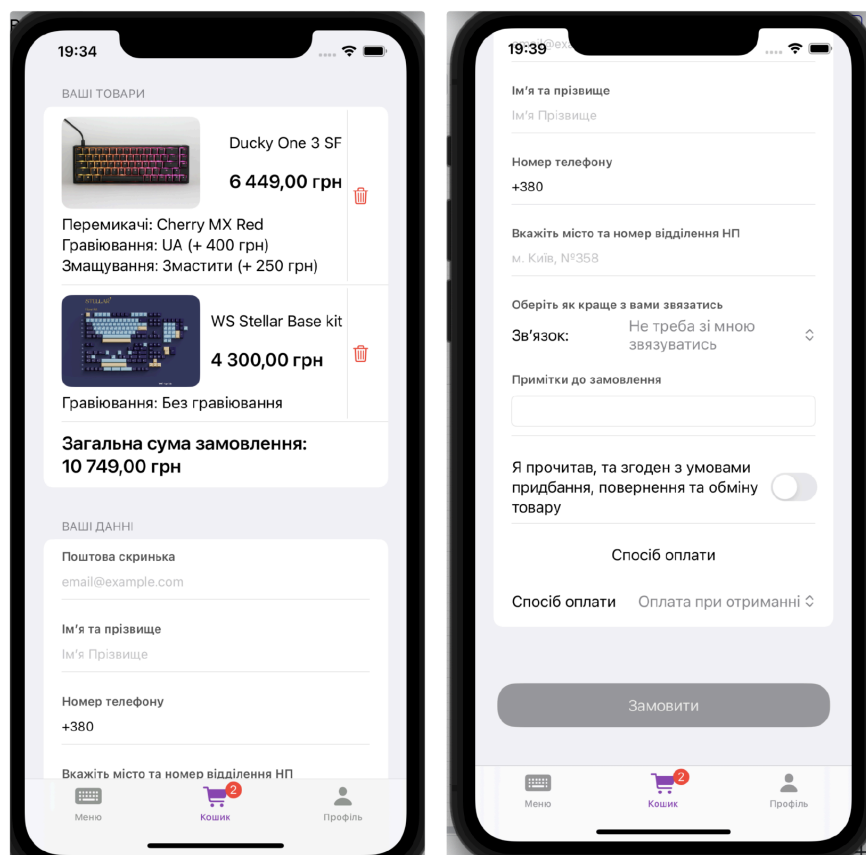 19:34
ВАШІ ТОВАРИ
Ducky One 3 SF
6 449,00 грн
Перемикачі: Cherry MX Red
Гравіювання: UA (+ 400 грн)
Змащування: Змастити (+ 250 грн)
STELLAR
WS Stellar Base kit
4 300,00 грн
Гравіювання: Без гравіювання
Загальна сума замовлення:
10 749,00 грн
ВАШІ ДАННІ
Поштова скринька
email@example.com
Ім'я та прізвище
Ім'я Прізвище
Номер телефону
+380
Вкажіть місто та номер відділення НП
2
Меню
Кошик
Профіль
19:39
Ім'я та прізвище
Ім'я Прізвище
Номер телефону
+380
Вкажіть місто та номер відділення НП
м. Київ, №358
Оберіть як краще з вами звязатись
Зв'язок:
Не треба зі мною
звязуватись
Примітки до замовлення
Я прочитав, та згоден з умовами
придбання, повернення та обміну
товару
Спосіб оплати
Спосіб оплати
Оплата при отриманні
Замовити
2
Меню
Кошик
Профіль